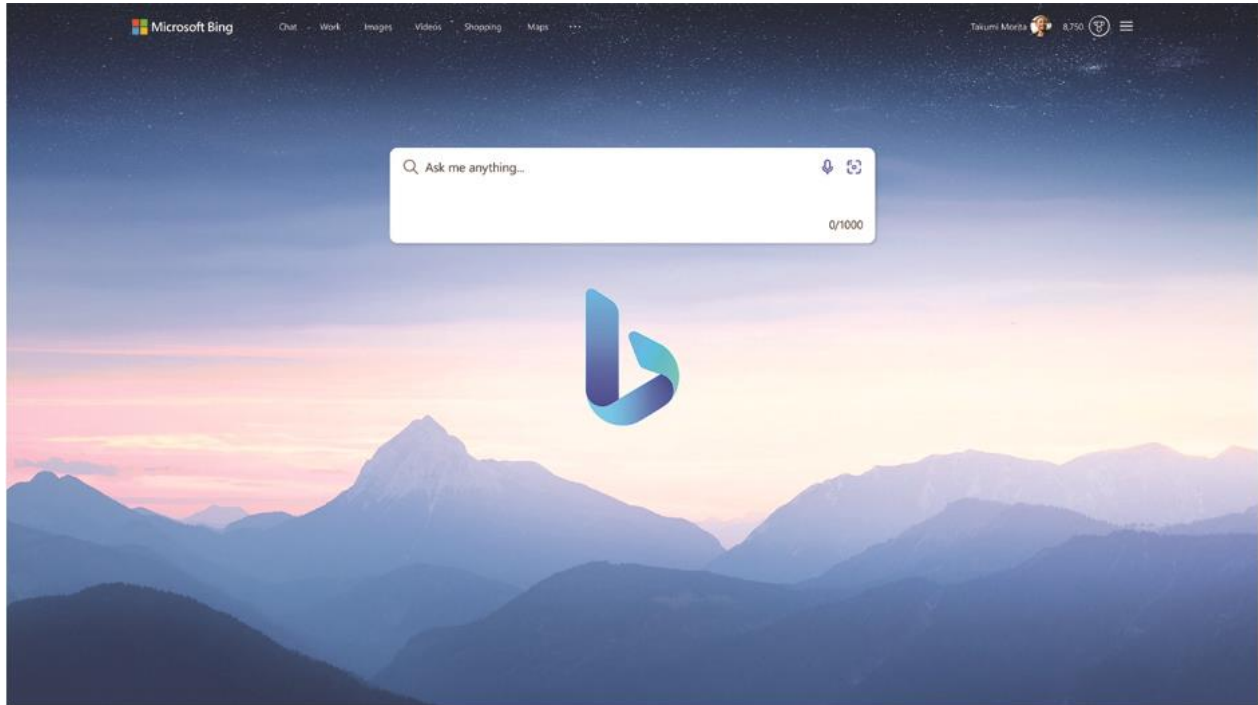 Microsoft Bing Chat Work Images Videos Shopping Maps ... Takumi Morita 8,750
Ask me anything...
0/1000